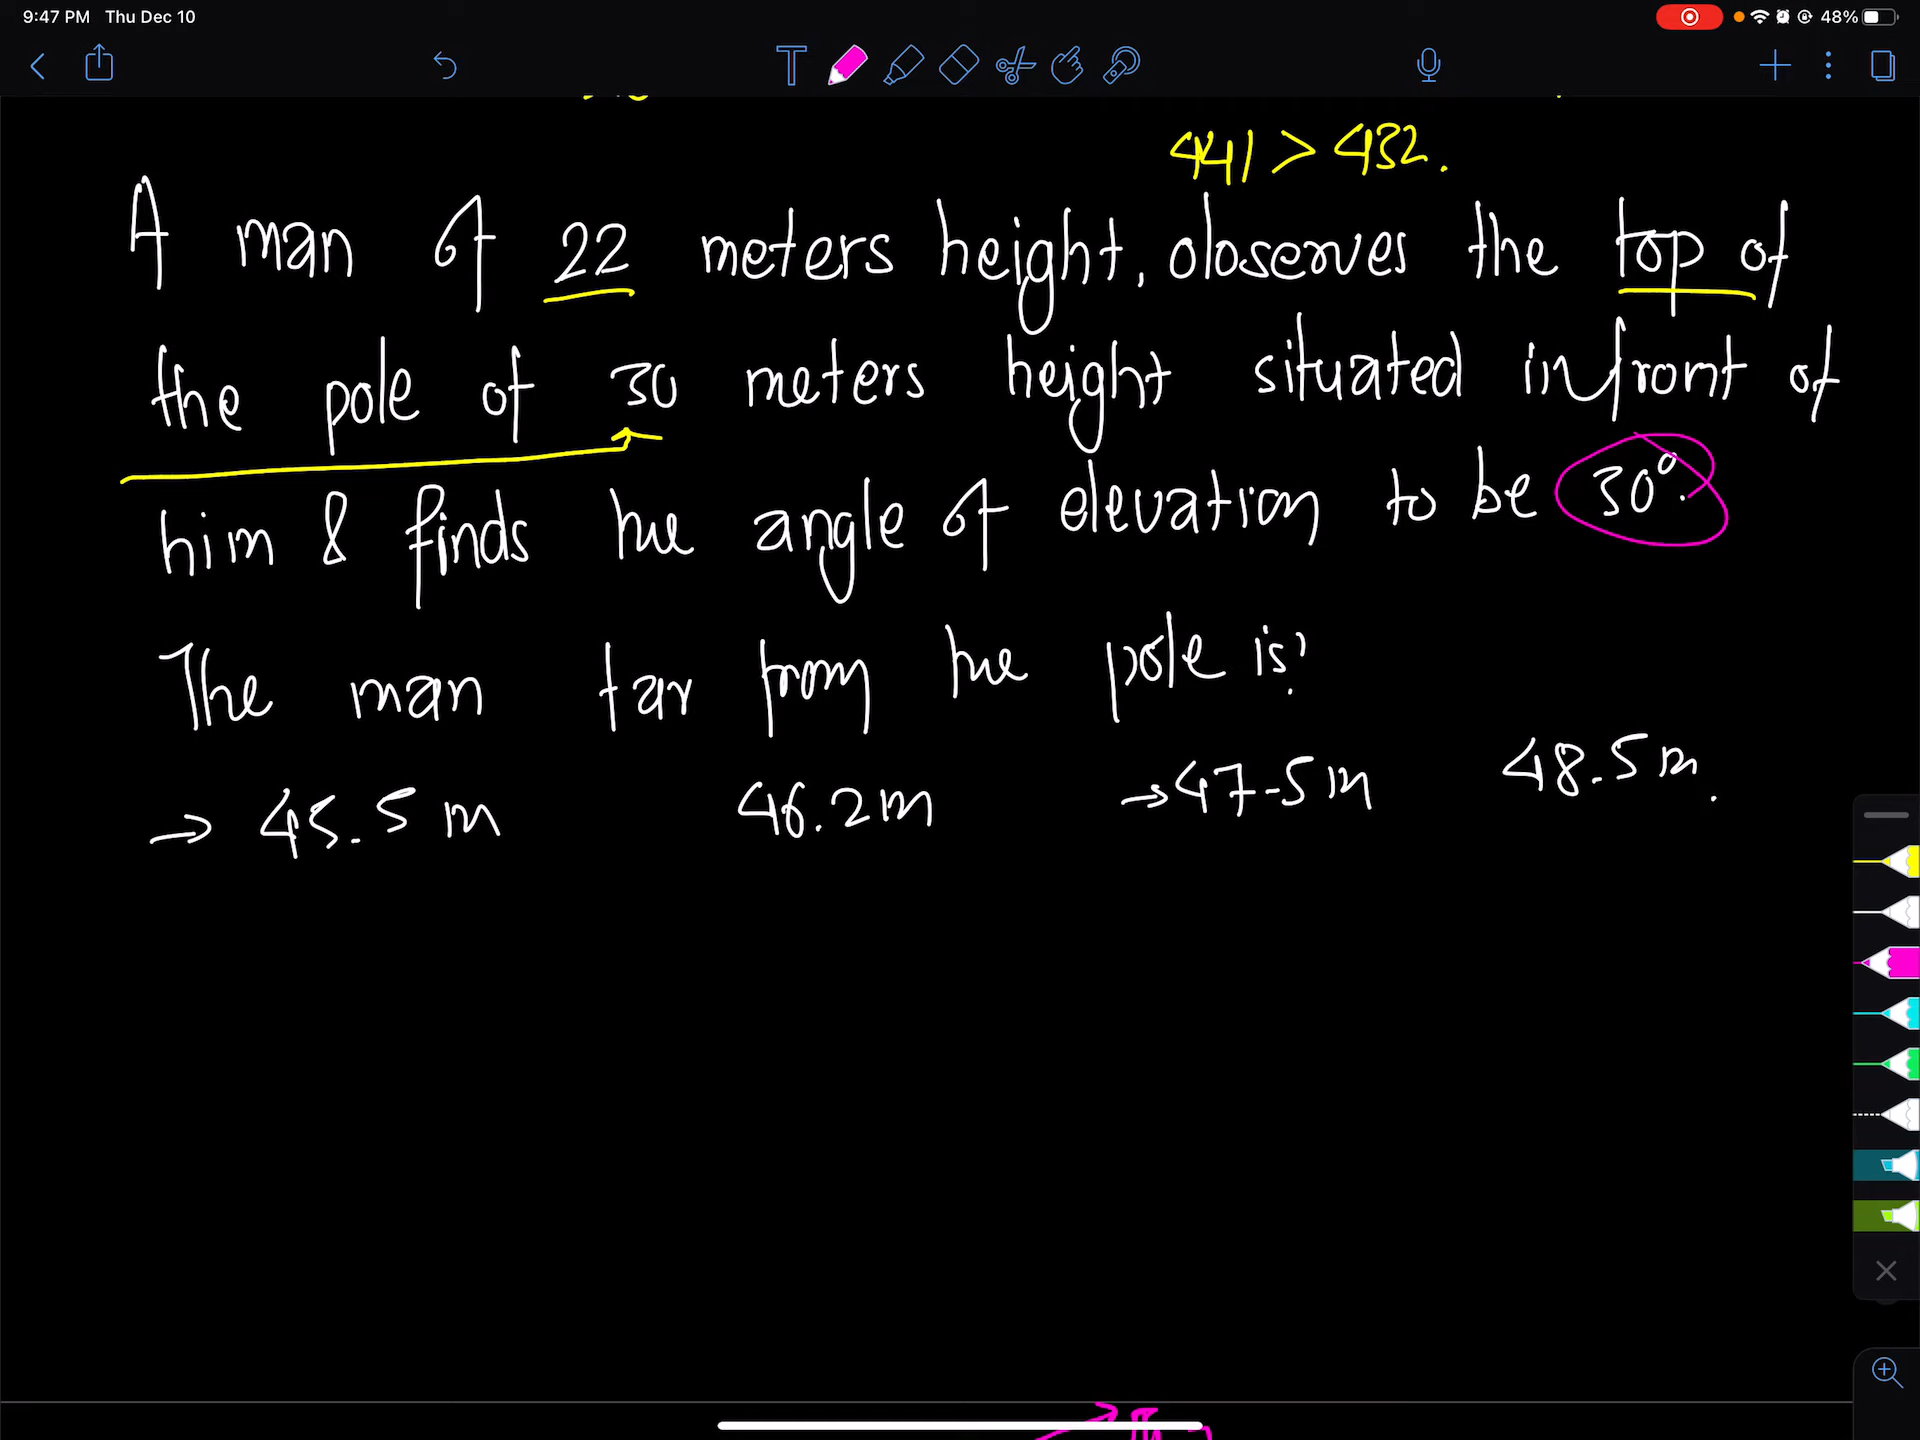 9:47 PM Thu Dec 10
48%
441 > 432.
A man of 22 meters height, observes the top of
the pole of 30 meters height situated infront of
him & finds the angle of elevation to be 30°.
The man far from the pole is?
→ 45.5 m 46.2m → 47.5m 48.5 m.